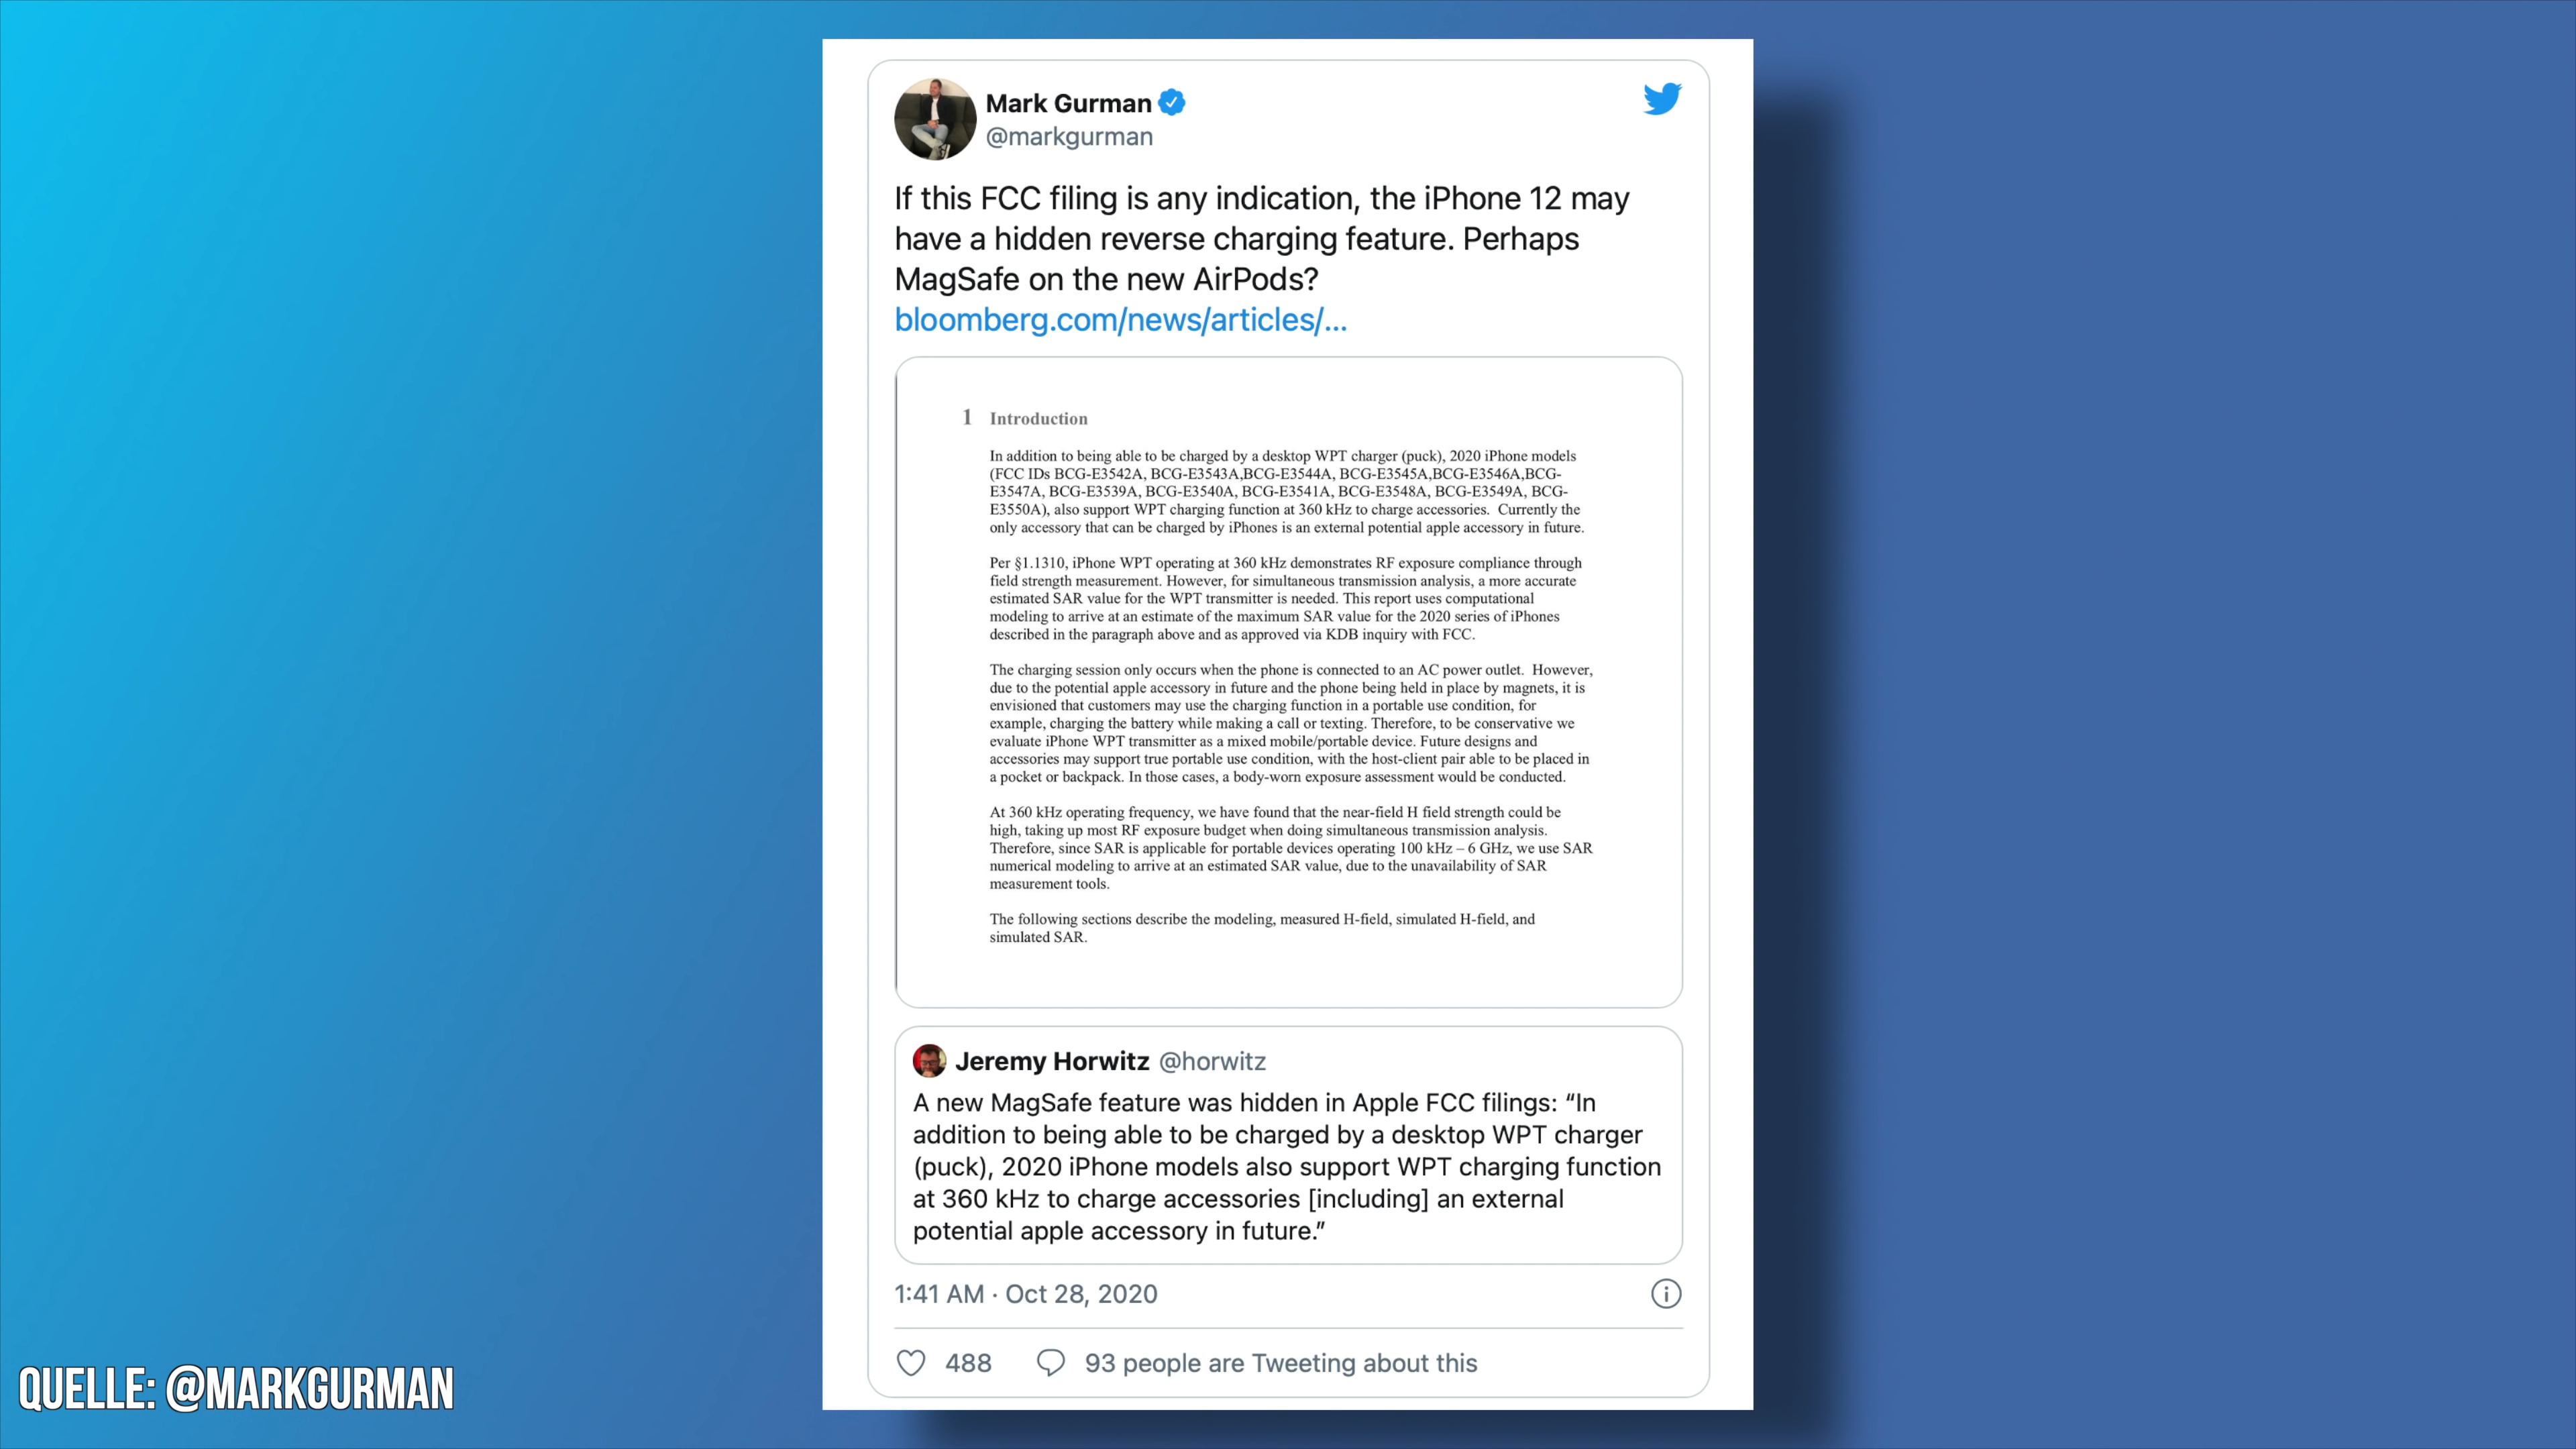 Mark Gurman
@markgurman
If this FCC filing is any indication, the iPhone 12 may
have a hidden reverse charging feature. Perhaps
MagSafe on the new AirPods?
bloomberg.com/news/articles/...
1 Introduction
In addition to being able to be charged by a desktop WPT charger (puck), 2020 iPhone models
(FCC IDs BCG-E3542A, BCG-E3543A,BCG-E3544A, BCG-E3545A,BCG-E3546A,BCG-
E3547A, BCG-E3539A, BCG-E3540A, BCG-E3541A, BCG-E3548A, BCG-E3549A, BCG-
E3550A), also support WPT charging function at 360 kHz to charge accessories. Currently the
only accessory that can be charged by iPhones is an external potential apple accessory in future.
Per §1.1310, iPhone WPT operating at 360 kHz demonstrates RF exposure compliance through
field strength measurement. However, for simultaneous transmission analysis, a more accurate
estimated SAR value for the WPT transmitter is needed. This report uses computational
modeling to arrive at an estimate of the maximum SAR value for the 2020 series of iPhones
described in the paragraph above and as approved via KDB inquiry with FCC.
The charging session only occurs when the phone is connected to an AC power outlet. However,
due to the potential apple accessory in future and the phone being held in place by magnets, it is
envisioned that customers may use the charging function in a portable use condition, for
example, charging the battery while making a call or texting. Therefore, to be conservative we
evaluate iPhone WPT transmitter as a mixed mobile/portable device. Future designs and
accessories may support true portable use condition, with the host-client pair able to be placed in
a pocket or backpack. In those cases, a body-worn exposure assessment would be conducted.
At 360 kHz operating frequency, we have found that the near-field H field strength could be
high, taking up most RF exposure budget when doing simultaneous transmission analysis.
Therefore, since SAR is applicable for portable devices operating 100 kHz – 6 GHz, we use SAR
numerical modeling to arrive at an estimated SAR value, due to the unavailability of SAR
measurement tools.
The following sections describe the modeling, measured H-field, simulated H-field, and
simulated SAR.
Jeremy Horwitz @horwitz
A new MagSafe feature was hidden in Apple FCC filings: “In
addition to being able to be charged by a desktop WPT charger
(puck), 2020 iPhone models also support WPT charging function
at 360 kHz to charge accessories [including] an external
potential apple accessory in future.”
1:41 AM · Oct 28, 2020
488 93 people are Tweeting about this
QUELLE: @MARKGURMAN